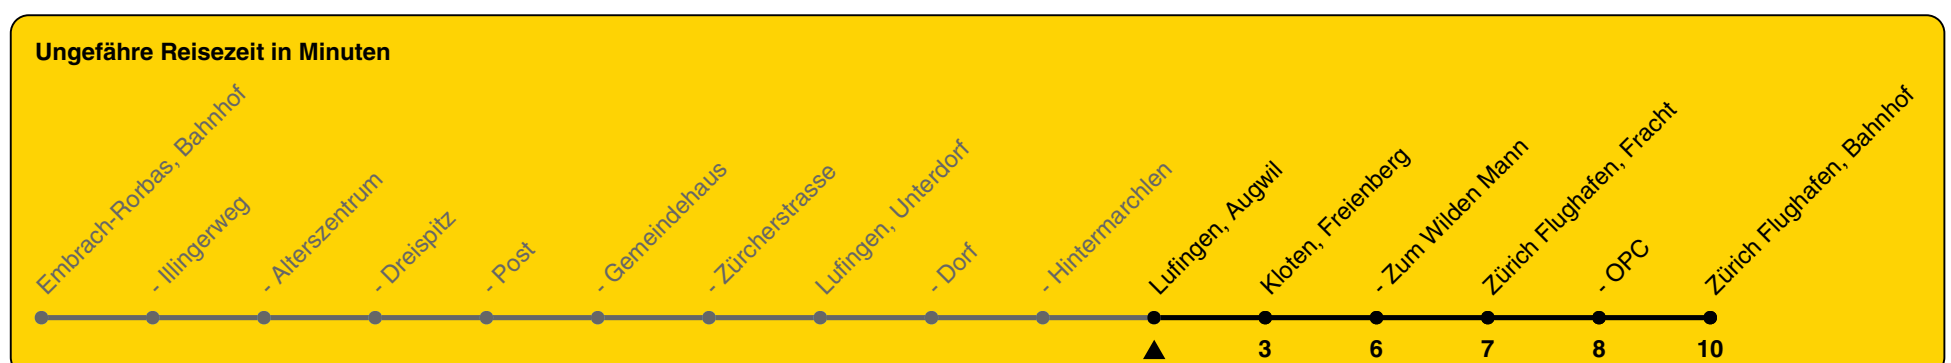 Ungefähre Reisezeit in Minuten
Embrach-Rorbas, Bahnhof
- Illingerweg
- Alterszentrum
- Dreispitz
- Post
- Gemeindehaus
- Zürcherstrasse
Lufingen, Unterdorf
- Dorf
- Hintermarchlen
Lufingen, Augwil
Kloten, Freienberg
- Zum Wilden Mann
Zürich Flughafen, Fracht
- OPC
Zürich Flughafen, Bahnhof
3 6 7 8 10